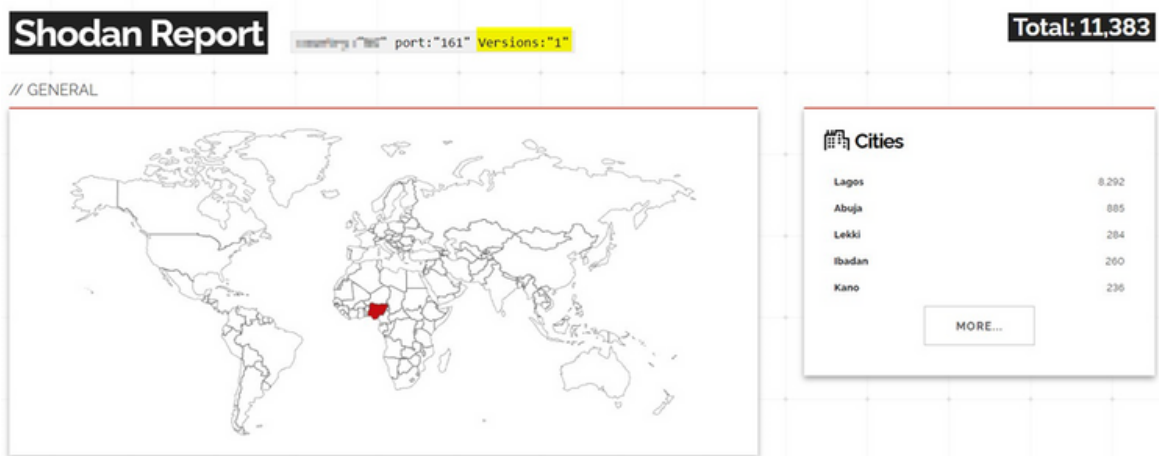 Shodan Report
port:"161" Versions:"1"
Total: 11,383
// GENERAL
Cities
Lagos 8,292
Abuja 885
Lekki 284
Ibadan 260
Kano 236
MORE...